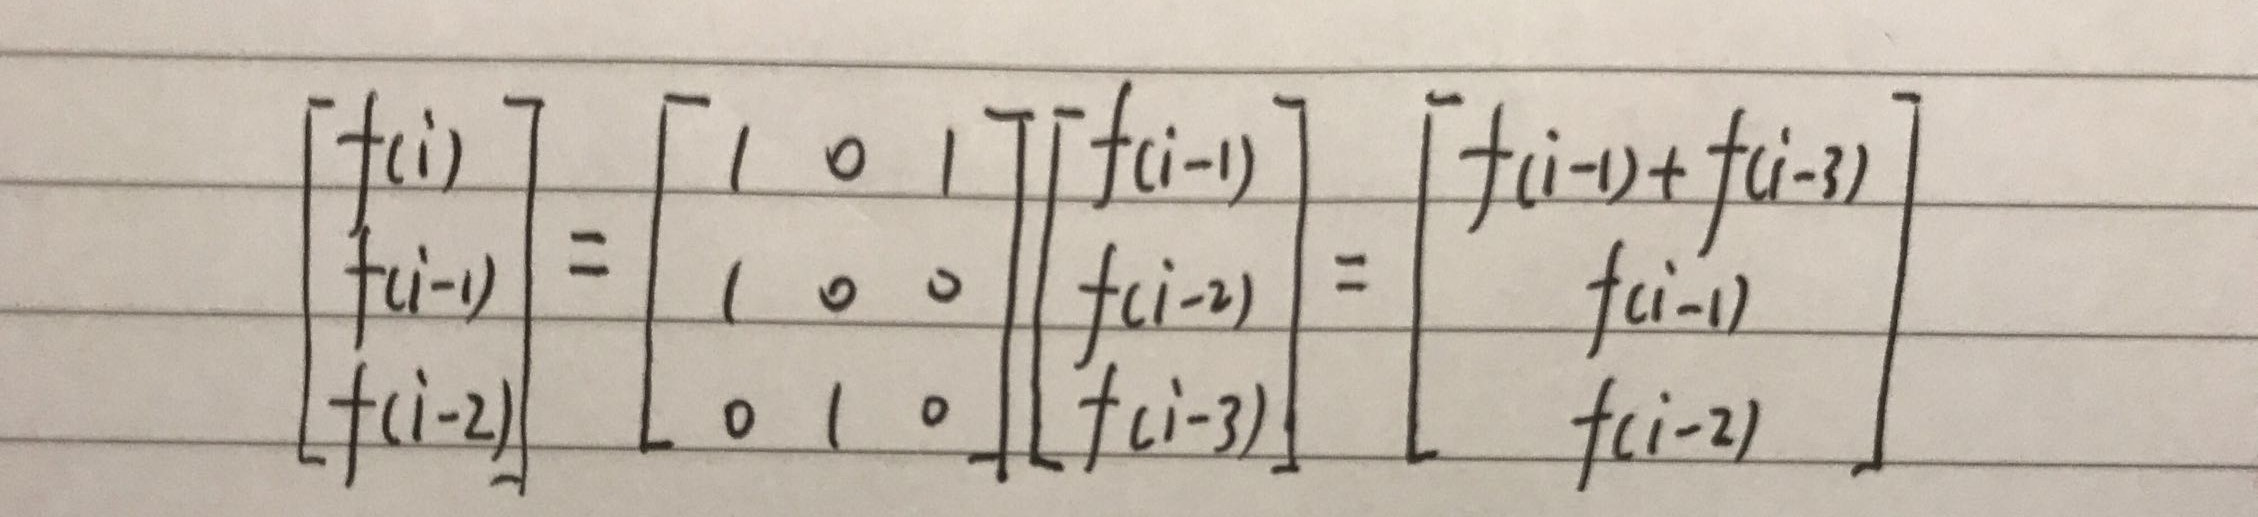 [f(i)] = [1 0 1] [f(i-1)] = [f(i-1)+f(i-3)]
[f(i-1)] [1 0 0] [f(i-2)] [f(i-1)]
[f(i-2)] [0 1 0] [f(i-3)] [f(i-2)]